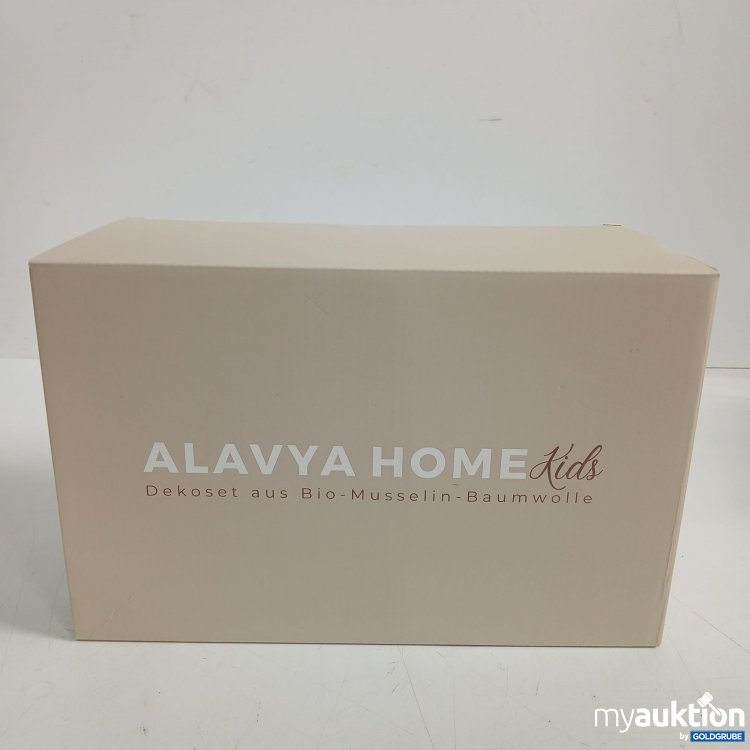 ALAVYA HOME Kids
Dekoset aus Bio-Musselin-Baumwolle
myauktion
by GOLDGRUBE